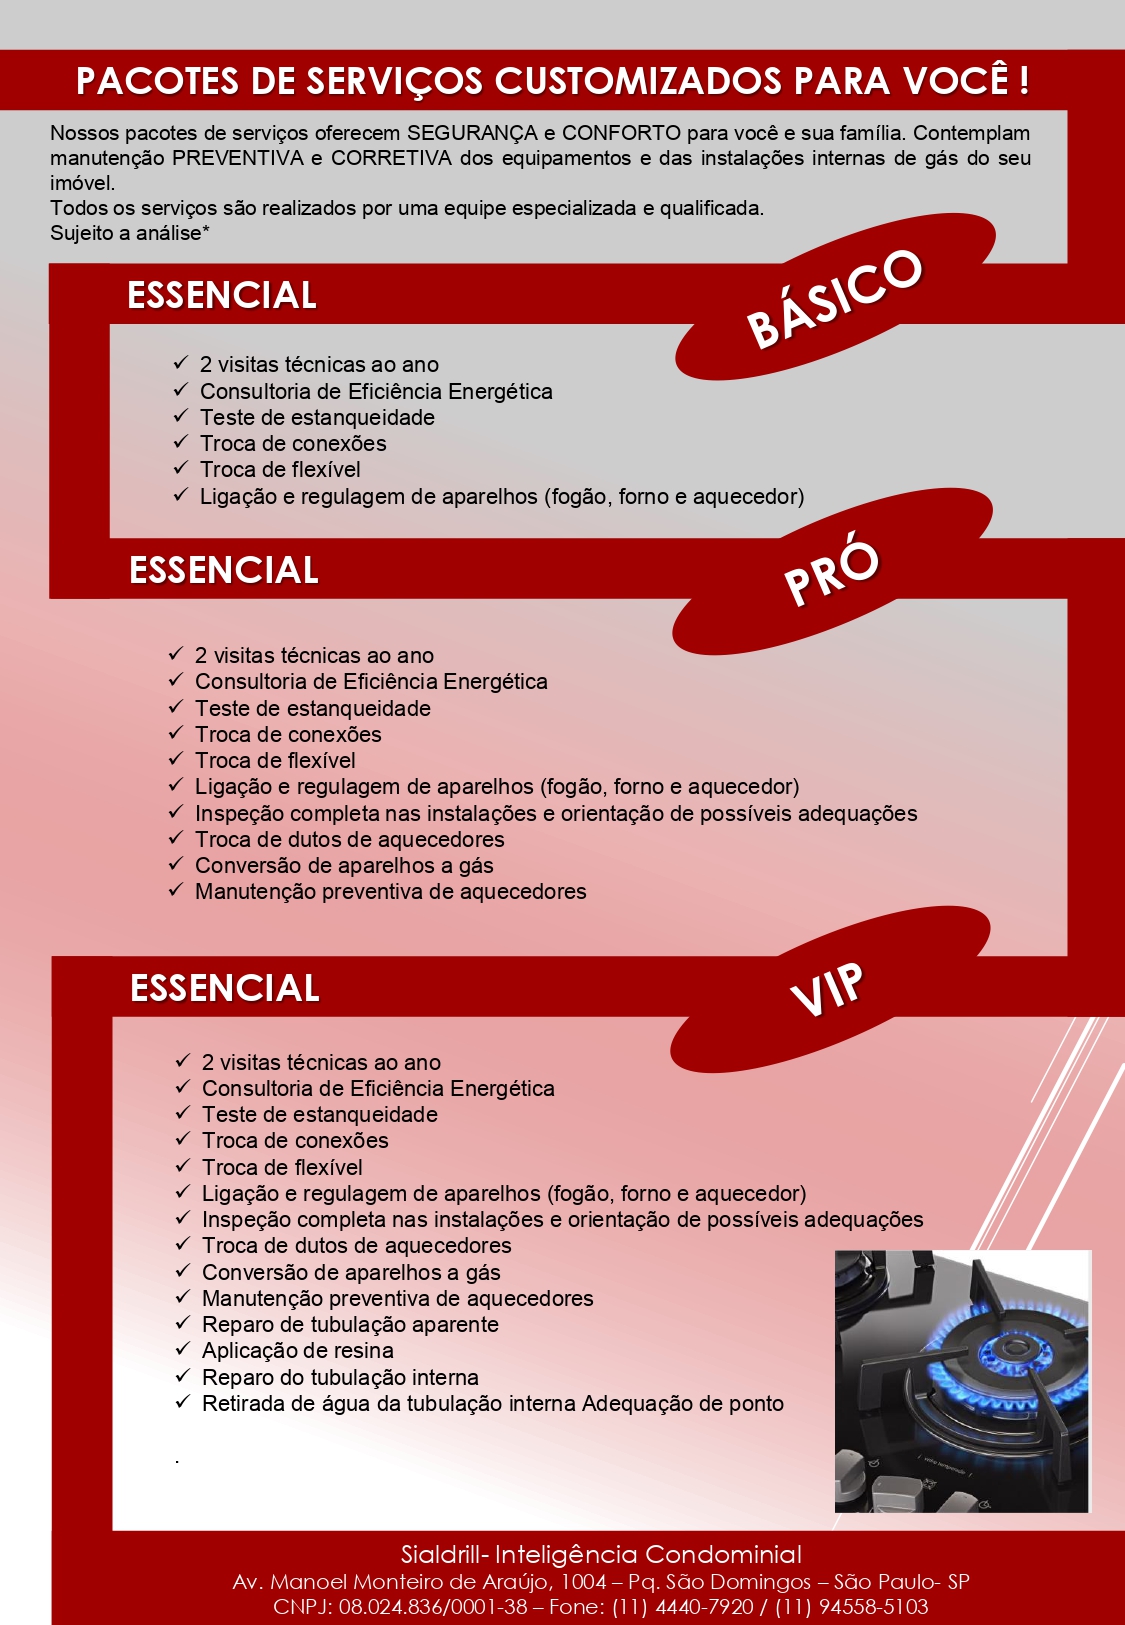 PACOTES DE SERVIÇOS CUSTOMIZADOS PARA VOCÊ !
Nossos pacotes de serviços oferecem SEGURANÇA e CONFORTO para você e sua família. Contemplam
manutenção PREVENTIVA e CORRETIVA dos equipamentos e das instalações internas de gás do seu
imóvel.
Todos os serviços são realizados por uma equipe especializada e qualificada.
Sujeito a análise*
ESSENCIAL
BÁSICO
✓ 2 visitas técnicas ao ano
✓ Consultoria de Eficiência Energética
✓ Teste de estanqueidade
✓ Troca de conexões
✓ Troca de flexível
✓ Ligação e regulagem de aparelhos (fogão, forno e aquecedor)
ESSENCIAL
PRÓ
✓ 2 visitas técnicas ao ano
✓ Consultoria de Eficiência Energética
✓ Teste de estanqueidade
✓ Troca de conexões
✓ Troca de flexível
✓ Ligação e regulagem de aparelhos (fogão, forno e aquecedor)
✓ Inspeção completa nas instalações e orientação de possíveis adequações
✓ Troca de dutos de aquecedores
✓ Conversão de aparelhos a gás
✓ Manutenção preventiva de aquecedores
ESSENCIAL
VIP
✓ 2 visitas técnicas ao ano
✓ Consultoria de Eficiência Energética
✓ Teste de estanqueidade
✓ Troca de conexões
✓ Troca de flexível
✓ Ligação e regulagem de aparelhos (fogão, forno e aquecedor)
✓ Inspeção completa nas instalações e orientação de possíveis adequações
✓ Troca de dutos de aquecedores
✓ Conversão de aparelhos a gás
✓ Manutenção preventiva de aquecedores
✓ Reparo de tubulação aparente
✓ Aplicação de resina
✓ Reparo do tubulação interna
✓ Retirada de água da tubulação interna Adequação de ponto
.
Sialdrill- Inteligência Condominial
Av. Manoel Monteiro de Araújo, 1004 – Pq. São Domingos – São Paulo- SP
CNPJ: 08.024.836/0001-38 – Fone: (11) 4440-7920 / (11) 94558-5103